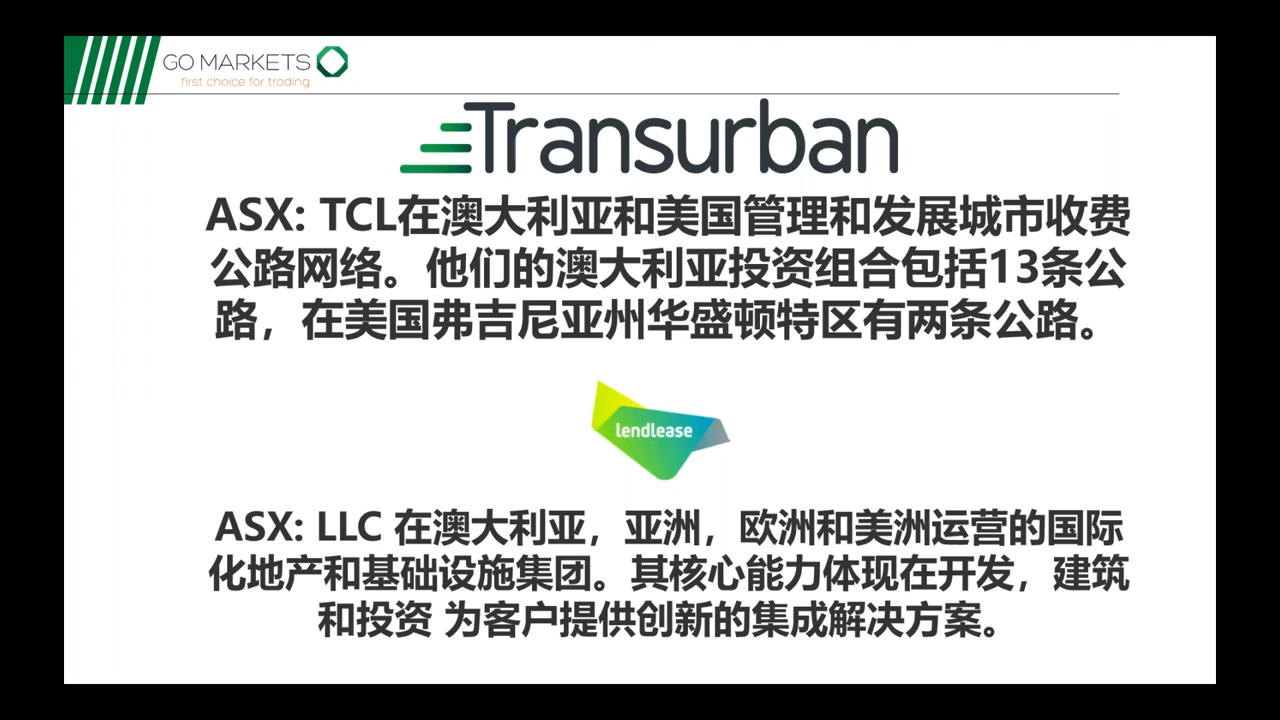 GO MARKETS
first choice for trading
Transurban
ASX: TCL在澳大利亚和美国管理和发展城市收费
公路网络。他们的澳大利亚投资组合包括13条公
路，在美国弗吉尼亚州华盛顿特区有两条公路。
lendlease
ASX: LLC 在澳大利亚，亚洲，欧洲和美洲运营的国际
化地产和基础设施集团。其核心能力体现在开发，建筑
和投资 为客户提供创新的集成解决方案。